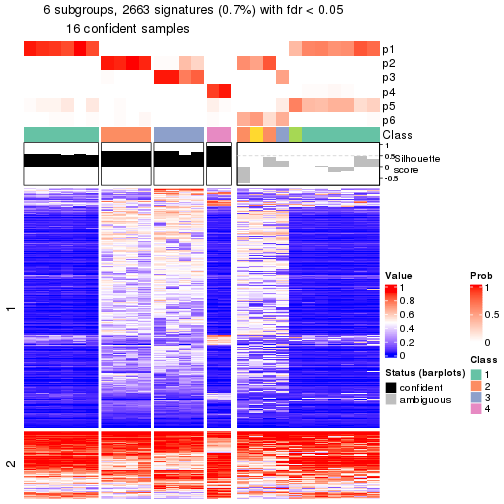 6 subgroups, 2663 signatures (0.7%) with fdr < 0.05
16 confident samples
p1
p2
p3
p4
p5
p6
Class
1
0.5
0
-0.5
Silhouette
score
1
2
Value
1
0.8
0.6
0.4
0.2
0
Prob
1
0.5
0
Status (barplots)
confident
ambiguous
Class
1
2
3
4